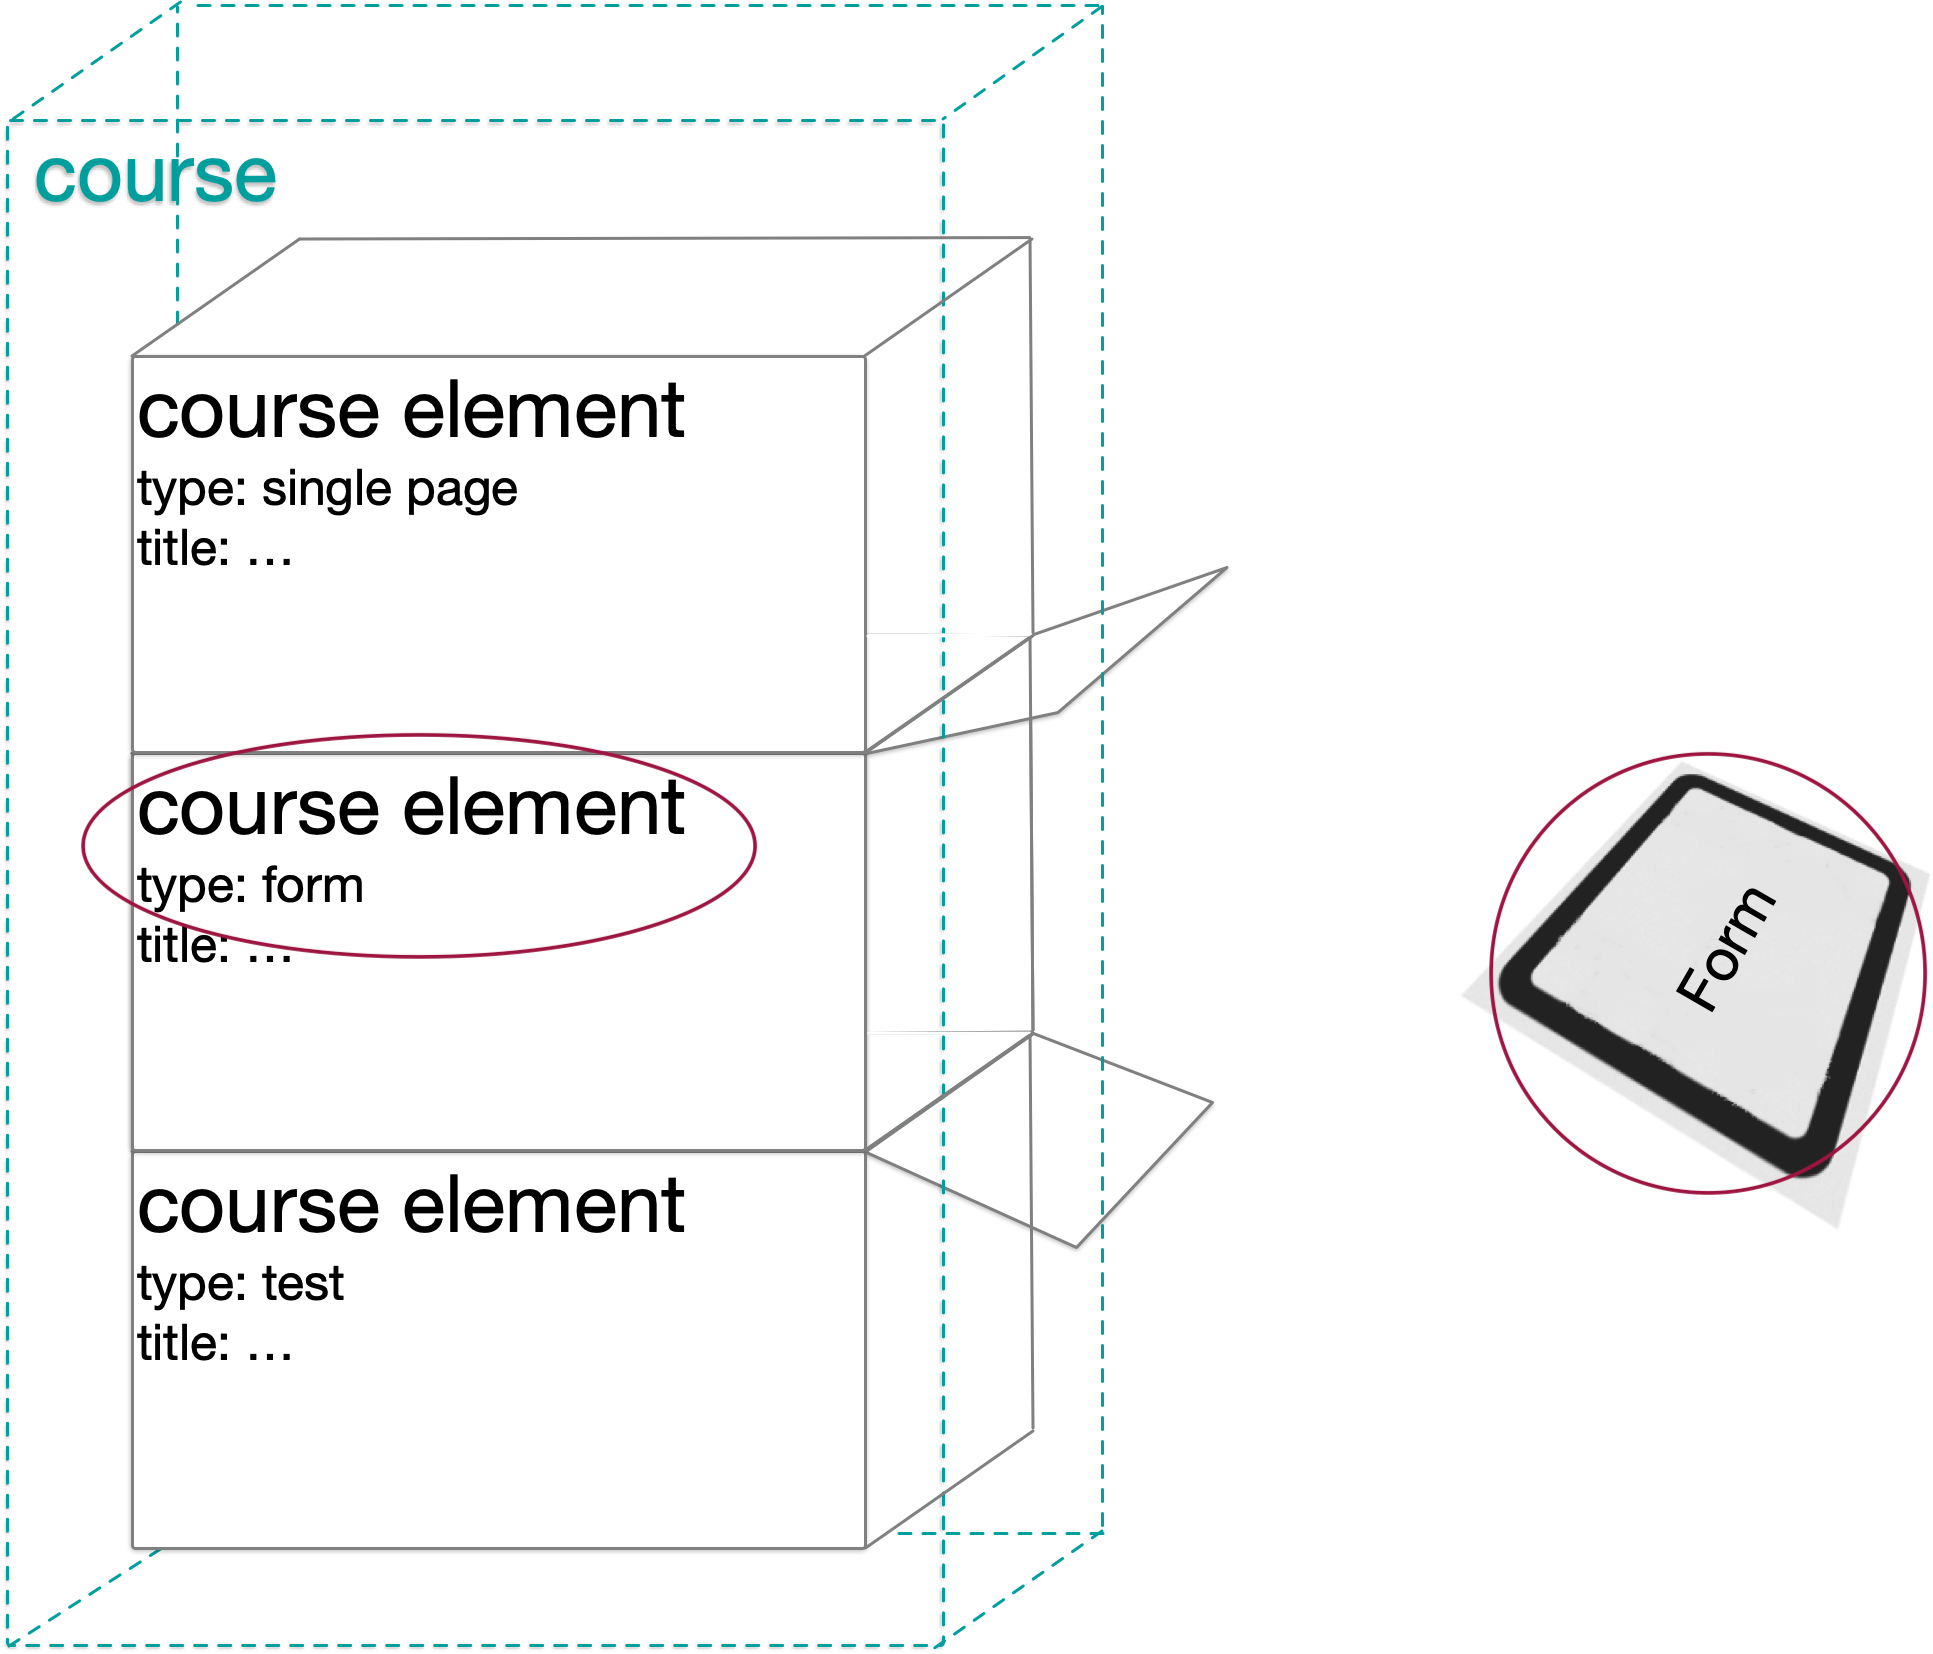 course
course element
type: single page
title: ...
course element
type: form
title: ...
course element
type: test
title: ...
Form